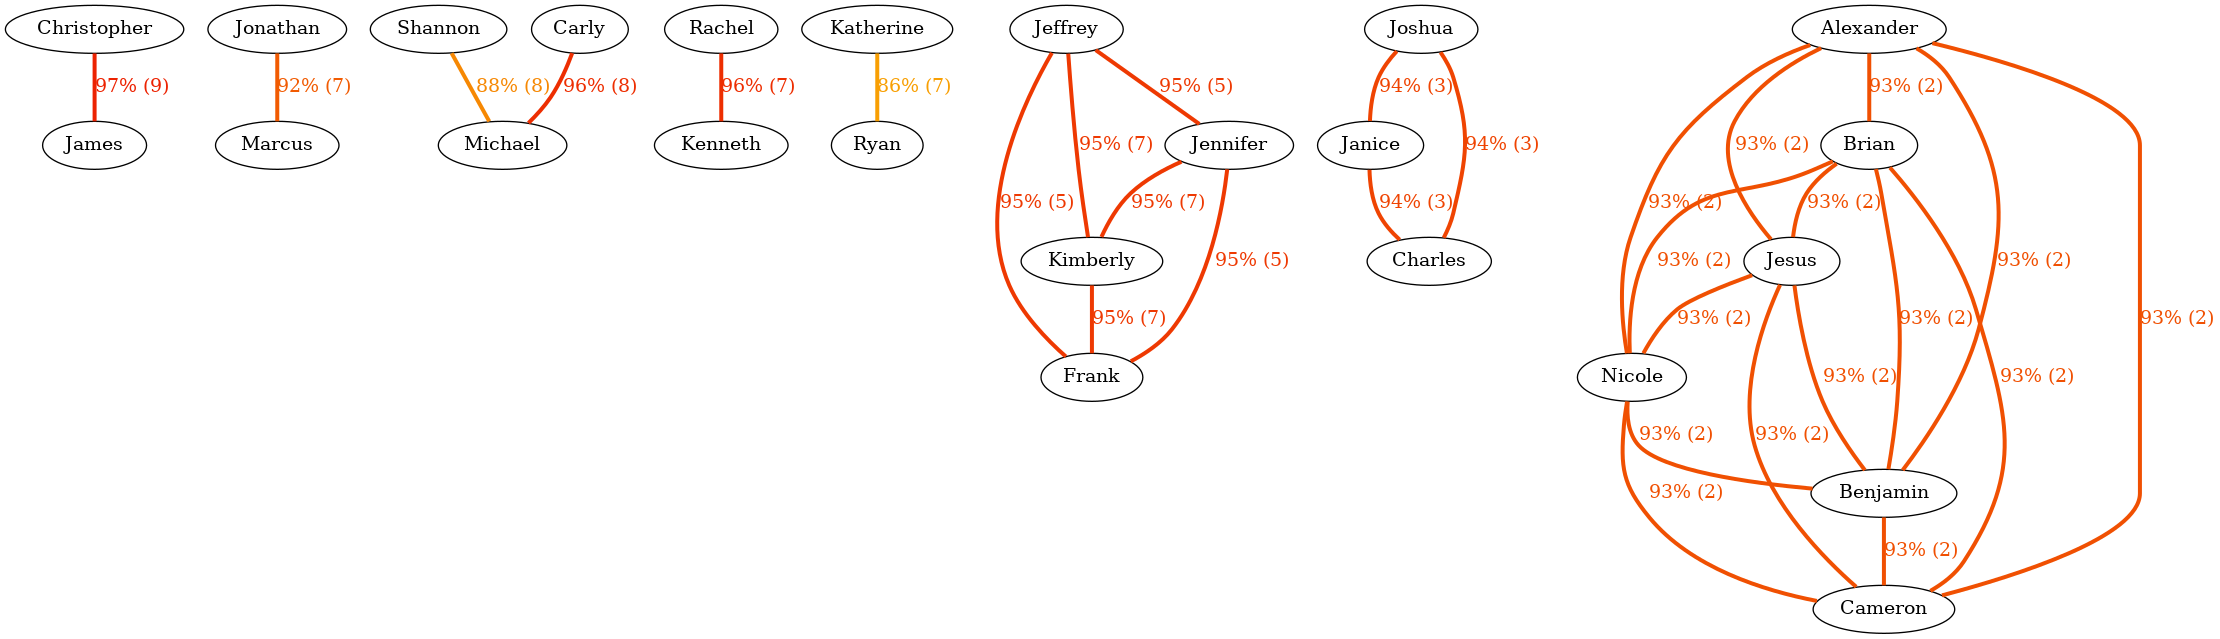 Christopher
Jonathan
Shannon
Carly
Rachel
Katherine
Jeffrey
Joshua
Alexander
97% (9)
92% (7)
88% (8)
96% (8)
96% (7)
86% (7)
95% (5)
94% (3)
93% (2)
James
Marcus
Michael
Kenneth
Ryan
95% (7)
Jennifer
Janice
94% (3)
93% (2)
Brian
95% (5)
95% (7)
94% (3)
93% (2)
93% (2)
Kimberly
95% (5)
Charles
93% (2)
Jesus
93% (2)
95% (7)
93% (2)
93% (2)
93% (2)
Frank
Nicole
93% (2)
93% (2)
93% (2)
93% (2)
93% (2)
Benjamin
93% (2)
Cameron